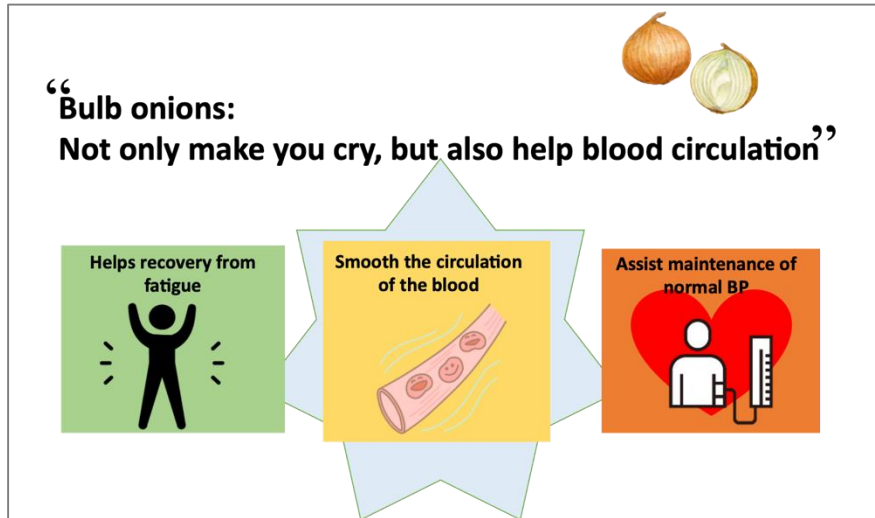 “Bulb onions:
Not only make you cry, but also help blood circulation”
Helps recovery from
fatigue
Smooth the circulation
of the blood
Assist maintenance of
normal BP